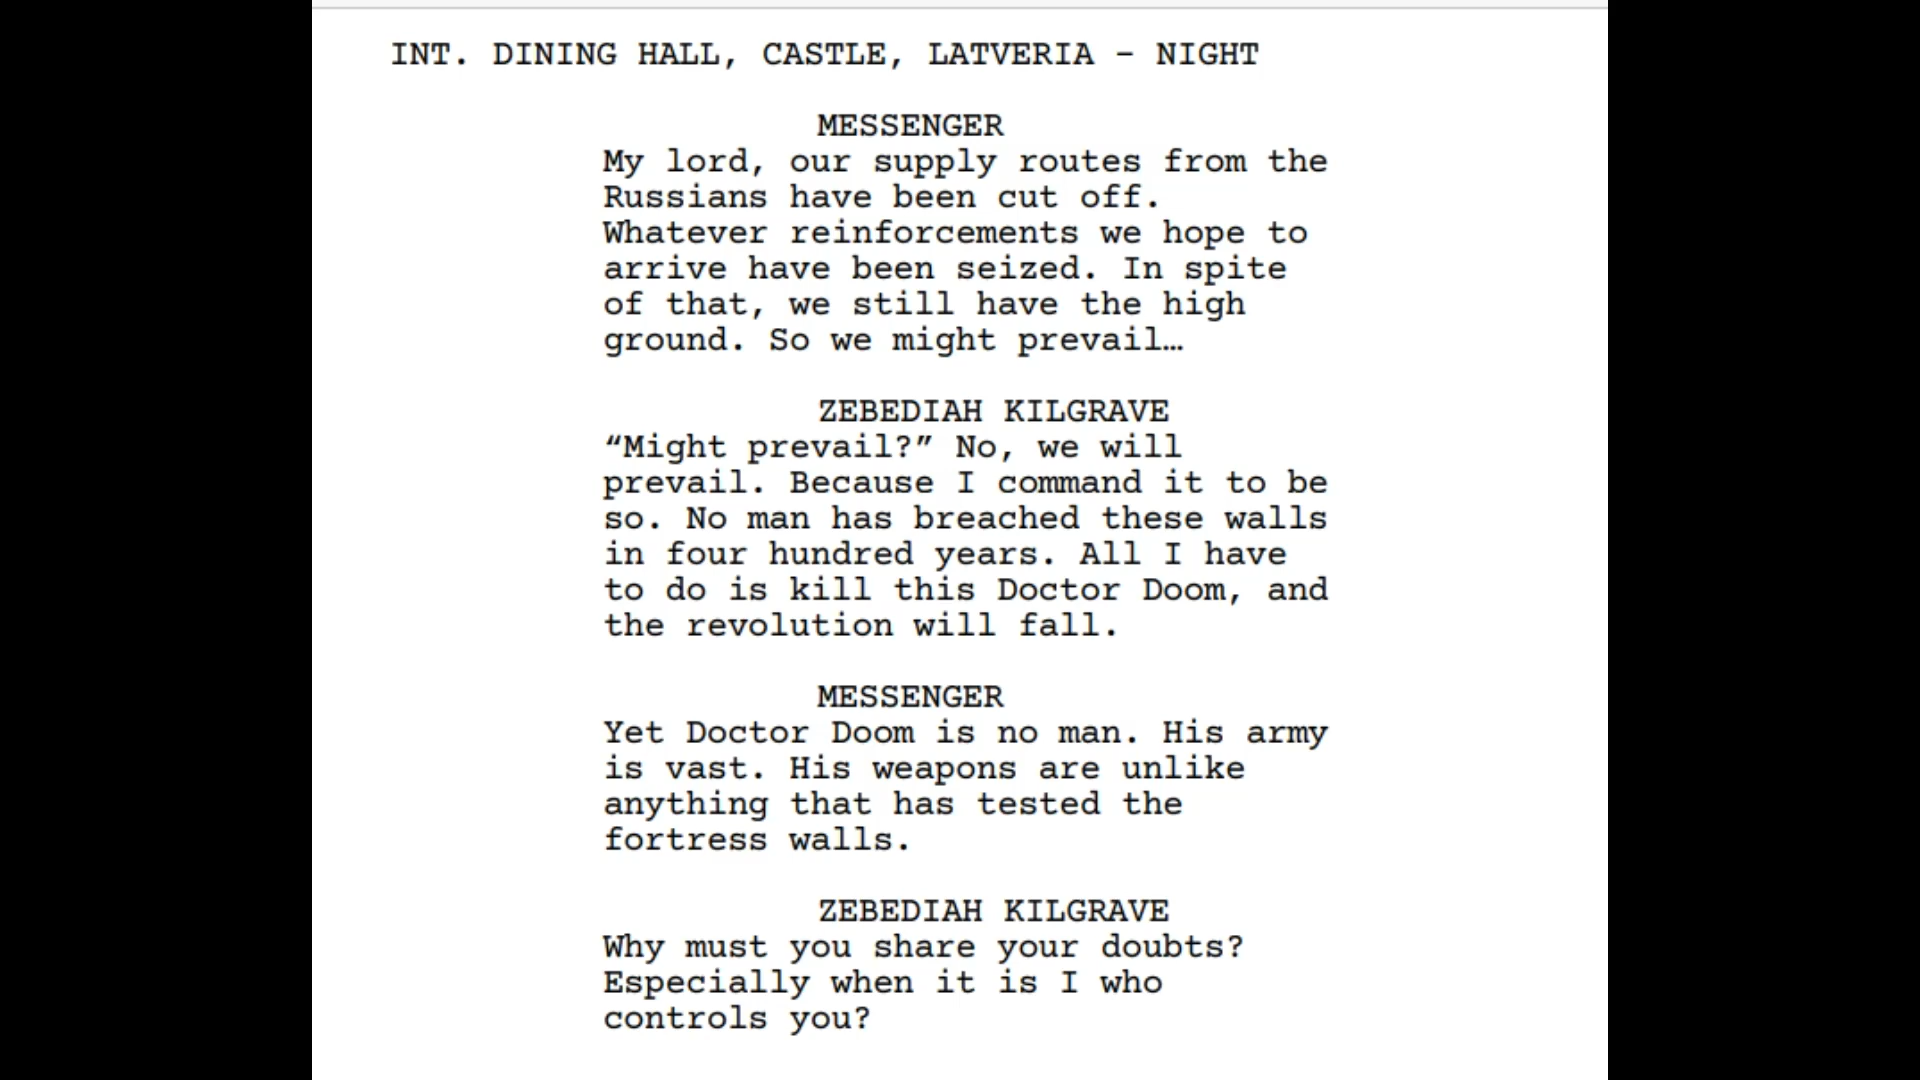 INT. DINING HALL, CASTLE, LATVERIA – NIGHT
MESSENGER
My lord, our supply routes from the
Russians have been cut off.
Whatever reinforcements we hope to
arrive have been seized. In spite
of that, we still have the high
ground. So we might prevail…
ZEBEDIAH KILGRAVE
“Might prevail?” No, we will
prevail. Because I command it to be
so. No man has breached these walls
in four hundred years. All I have
to do is kill this Doctor Doom, and
the revolution will fall.
MESSENGER
Yet Doctor Doom is no man. His army
is vast. His weapons are unlike
anything that has tested the
fortress walls.
ZEBEDIAH KILGRAVE
Why must you share your doubts?
Especially when it is I who
controls you?